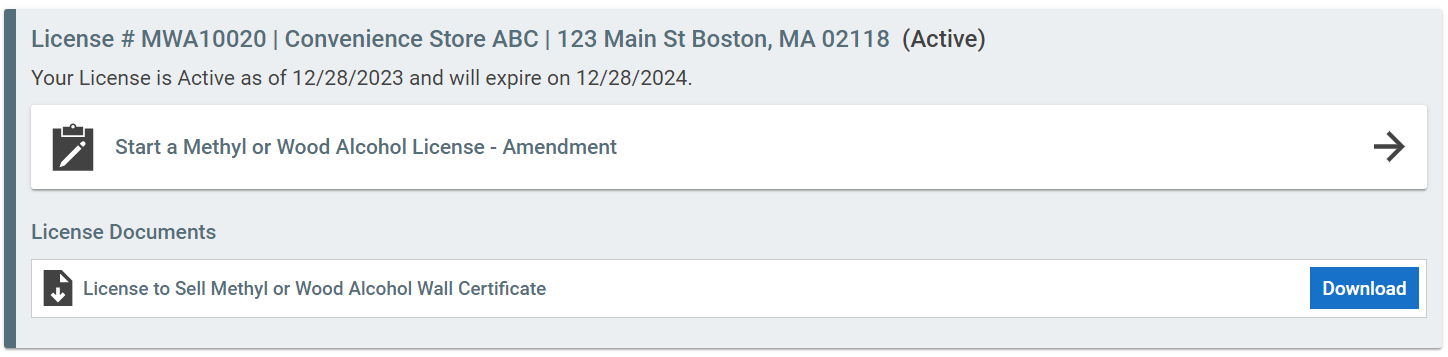 License # MWA10020 | Convenience Store ABC | 123 Main St Boston, MA 02118 (Active)
Your License is Active as of 12/28/2023 and will expire on 12/28/2024.
Start a Methyl or Wood Alcohol License - Amendment
License Documents
License to Sell Methyl or Wood Alcohol Wall Certificate Download